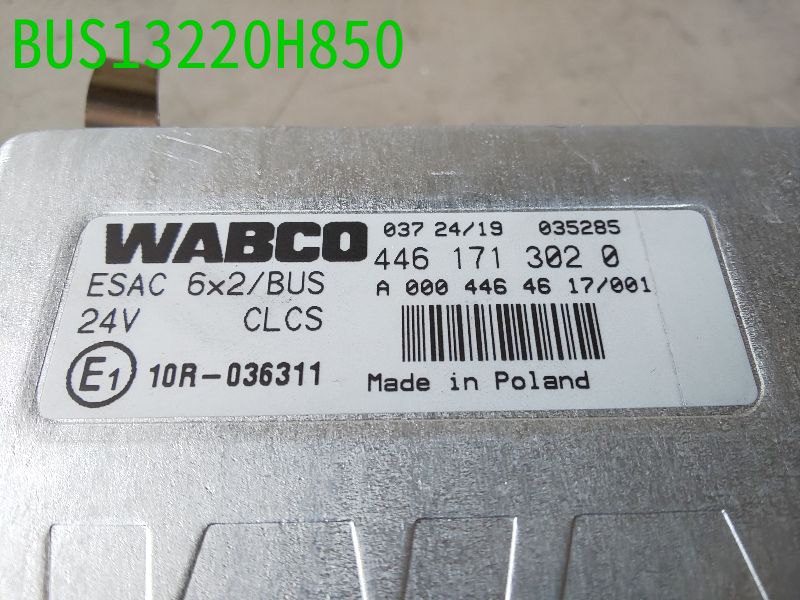 BUS13220H850
WABCO 037 24/19 035285
446 171 302 0
ESAC 6x2/BUS A 000 446 46 17/001
24V CLCS
E1 10R-036311
Made in Poland